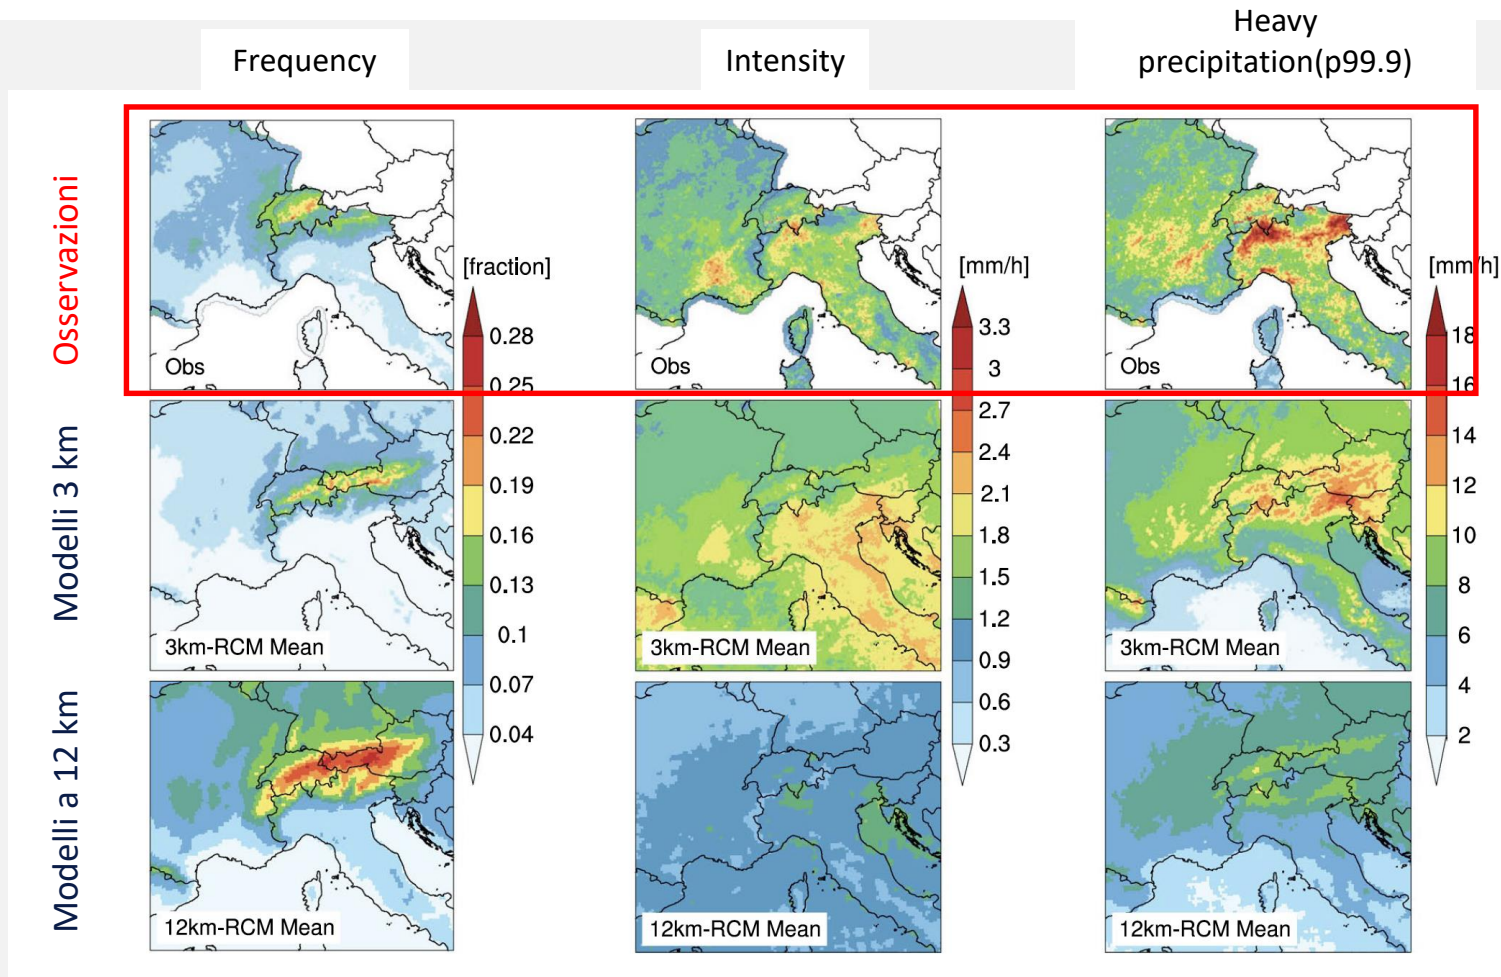 Frequency
Intensity
Heavy
precipitation(p99.9)
Osservazioni
Obs
[fraction]
0.28
0.25
0.22
0.19
0.16
0.13
0.1
0.07
0.04
Obs
[mm/h]
3.3
3
2.7
2.4
2.1
1.8
1.5
1.2
0.9
0.6
0.3
Obs
[mm/h]
18
16
14
12
10
8
6
4
2
Modelli 3 km
3km-RCM Mean
3km-RCM Mean
3km-RCM Mean
Modelli a 12 km
12km-RCM Mean
12km-RCM Mean
12km-RCM Mean